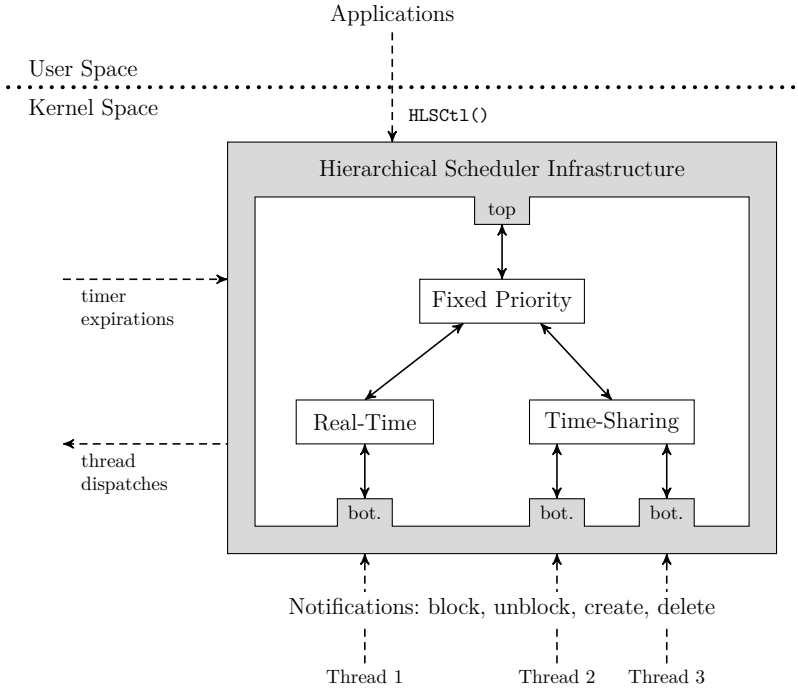 Applications
User Space
Kernel Space
HLSCtl()
Hierarchical Scheduler Infrastructure
top
timer
expirations
Fixed Priority
Real-Time
Time-Sharing
thread
dispatches
bot.
bot.
bot.
Notifications: block, unblock, create, delete
Thread 1
Thread 2
Thread 3